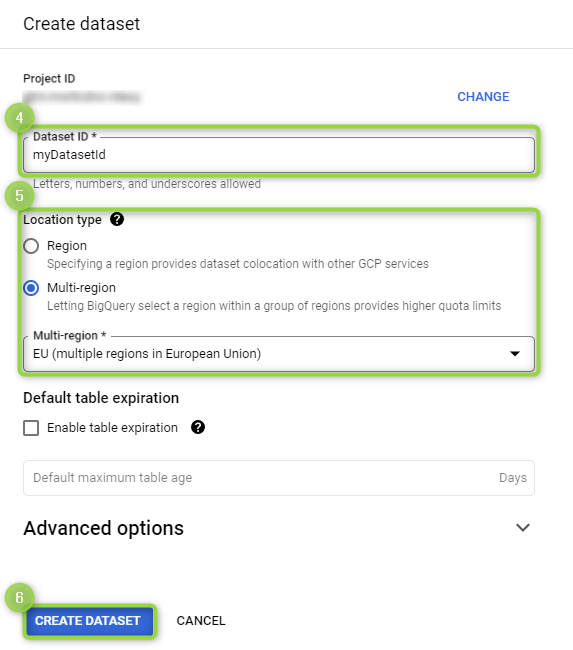 Create dataset
Project ID
CHANGE
4
Dataset ID *
myDatasetId
Letters, numbers, and underscores allowed
5
Location type ?
Region
Specifying a region provides dataset colocation with other GCP services
Multi-region
Letting BigQuery select a region within a group of regions provides higher quota limits
Multi-region *
EU (multiple regions in European Union)
Default table expiration
Enable table expiration ?
Default maximum table age Days
Advanced options
6
CREATE DATASET CANCEL